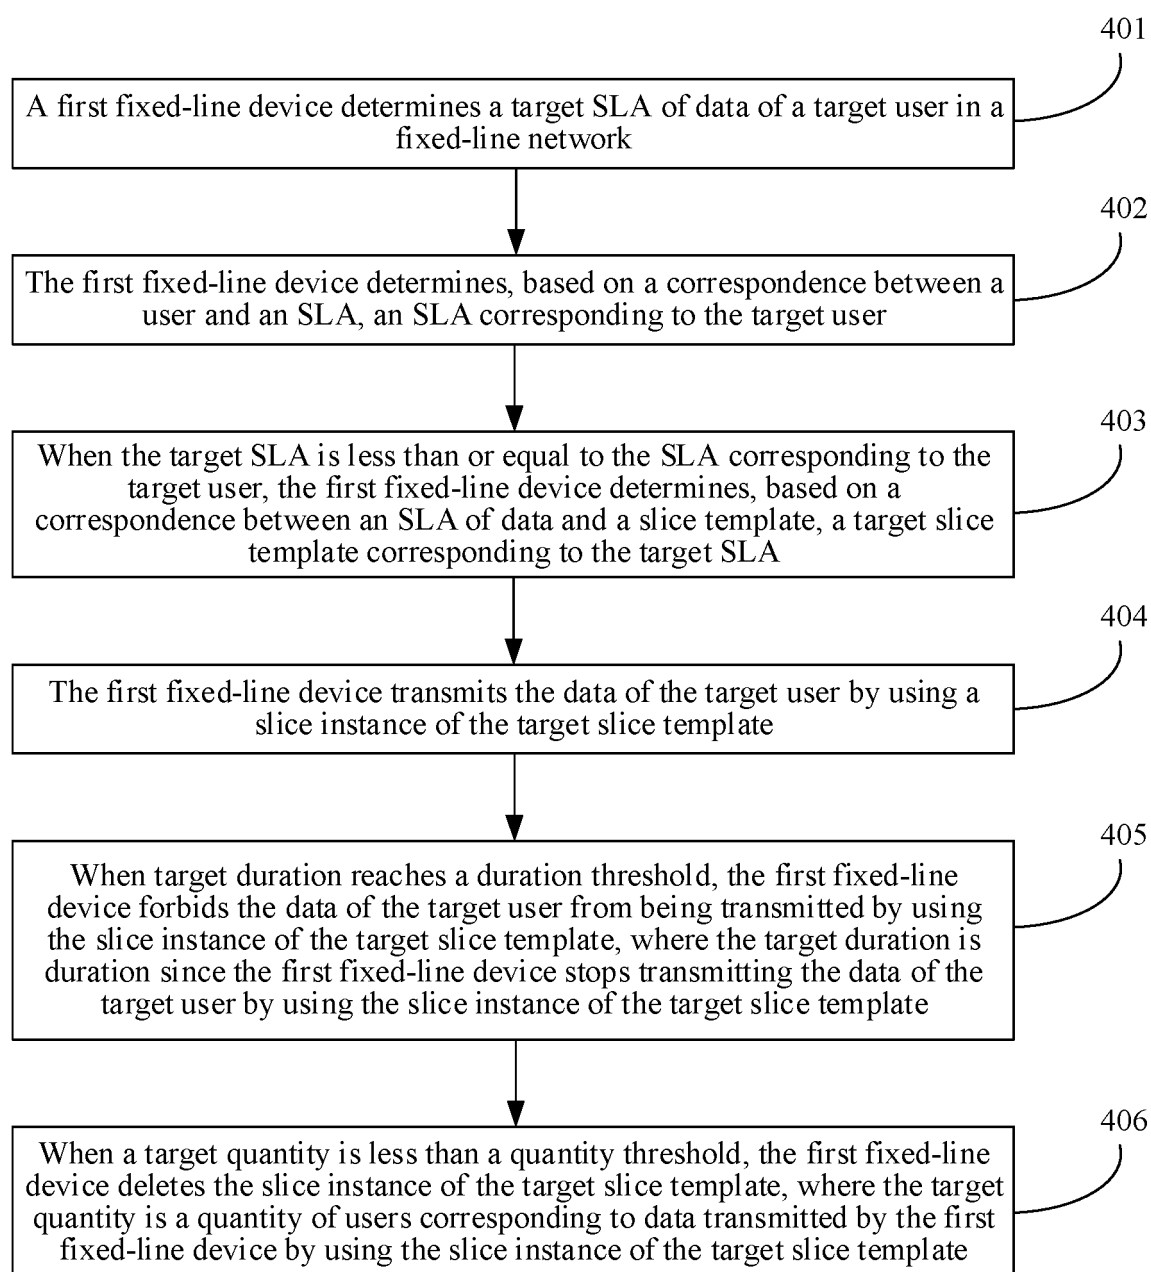 401
A first fixed-line device determines a target SLA of data of a target user in a
fixed-line network
402
The first fixed-line device determines, based on a correspondence between a
user and an SLA, an SLA corresponding to the target user
403
When the target SLA is less than or equal to the SLA corresponding to the
target user, the first fixed-line device determines, based on a
correspondence between an SLA of data and a slice template, a target slice
template corresponding to the target SLA
404
The first fixed-line device transmits the data of the target user by using a
slice instance of the target slice template
405
When target duration reaches a duration threshold, the first fixed-line
device forbids the data of the target user from being transmitted by using
the slice instance of the target slice template, where the target duration is
duration since the first fixed-line device stops transmitting the data of the
target user by using the slice instance of the target slice template
406
When a target quantity is less than a quantity threshold, the first fixed-line
device deletes the slice instance of the target slice template, where the target
quantity is a quantity of users corresponding to data transmitted by the first
fixed-line device by using the slice instance of the target slice template